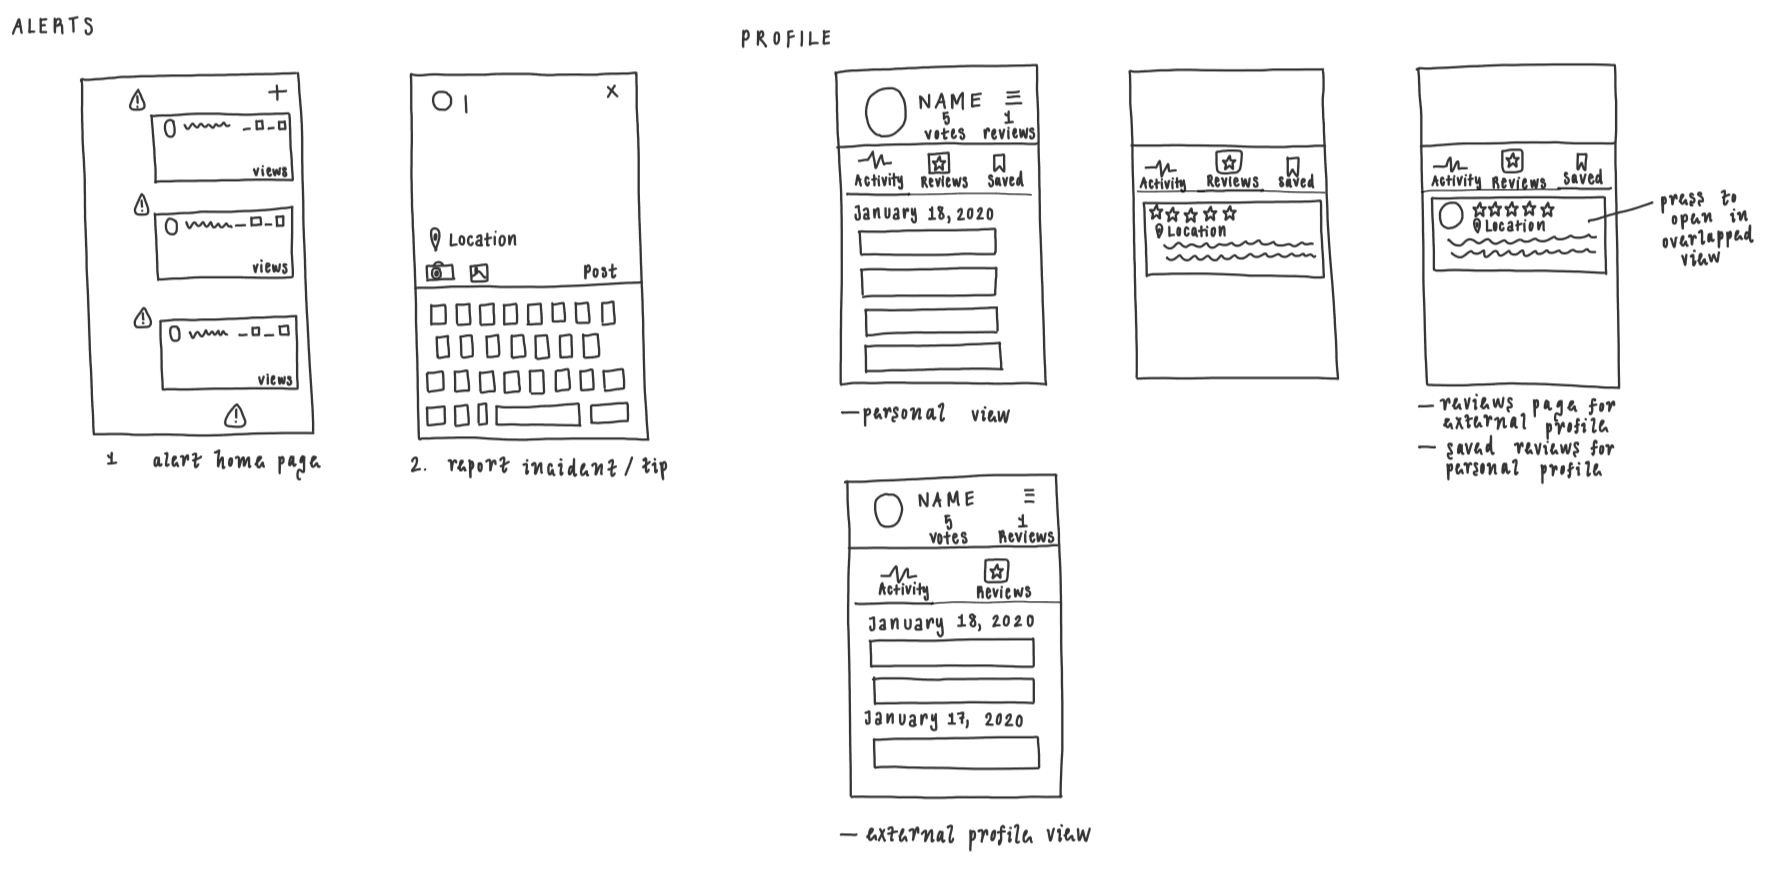 ALERTS
views
views
views
1 alert home page
Location
Post
2. report incident / tip
PROFILE
NAME
5 1
votes reviews
Activity Reviews Saved
January 18, 2020
— personal view
Activity Reviews Saved
Location
Activity Reviews Saved
Location
press to
open in
overlapped
view
— reviews page for
external profile
— saved reviews for
personal profile
NAME
5 1
votes Reviews
Activity Reviews
January 18, 2020
January 17, 2020
— external profile view